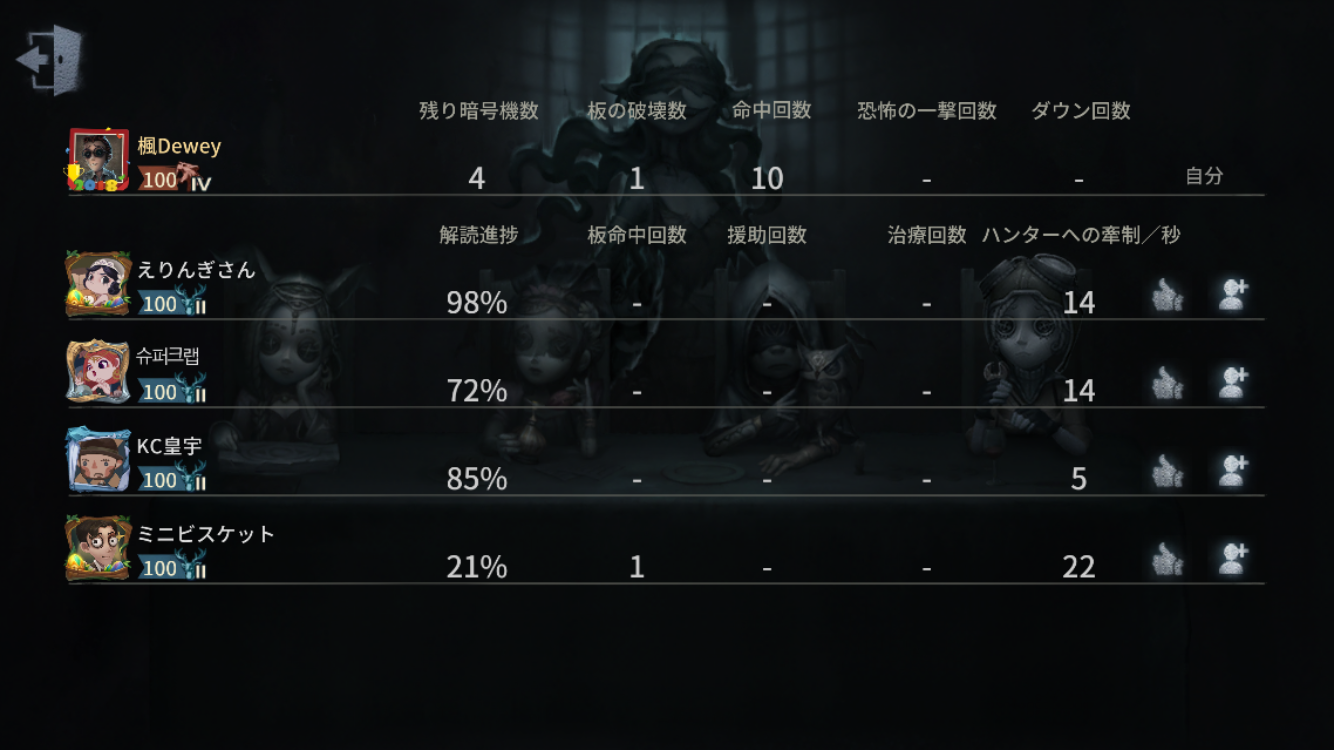 残り暗号機数 板の破壊数 命中回数 恐怖の一撃回数 ダウン回数
楓Dewey
100 IV 4 1 10 - - 自分
2018
解読進捗 板命中回数 援助回数 治療回数 ハンターへの牽制／秒
えりんぎさん
100 II 98% - - - 14
슈퍼크랩
100 II 72% - - - 14
KC皇宇
100 II 85% - - - 5
ミニビスケット
100 II 21% 1 - - 22